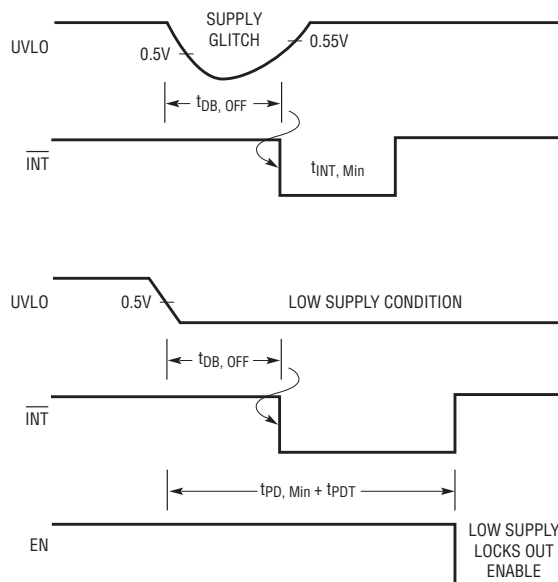 SUPPLY
GLITCH
UVLO
0.5V
0.55V
tDB, OFF
INT
tINT, Min
UVLO
0.5V
LOW SUPPLY CONDITION
tDB, OFF
INT
tPD, Min + tPDT
EN
LOW SUPPLY
LOCKS OUT
ENABLE